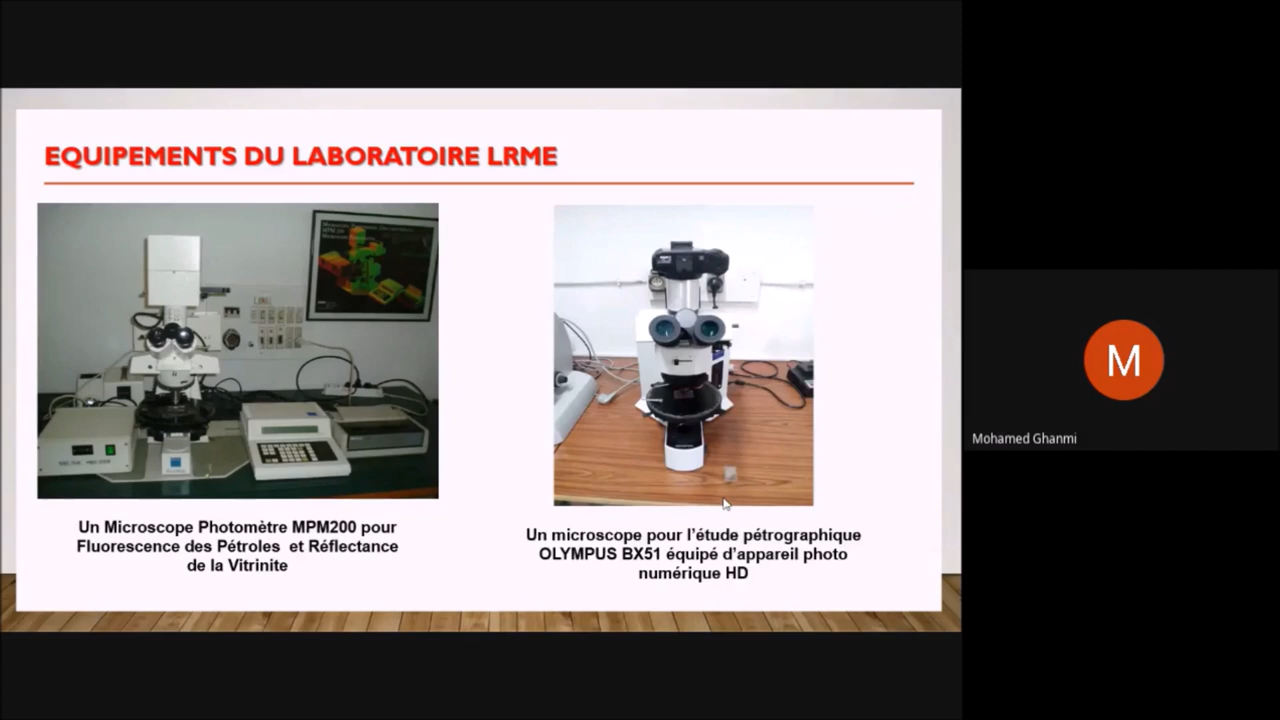 EQUIPEMENTS DU LABORATOIRE LRME
Un Microscope Photomètre MPM200 pour
Fluorescence des Pétroles et Réflectance
de la Vitrinite
Un microscope pour l'étude pétrographique
OLYMPUS BX51 équipé d'appareil photo
numérique HD
M
Mohamed Ghanmi